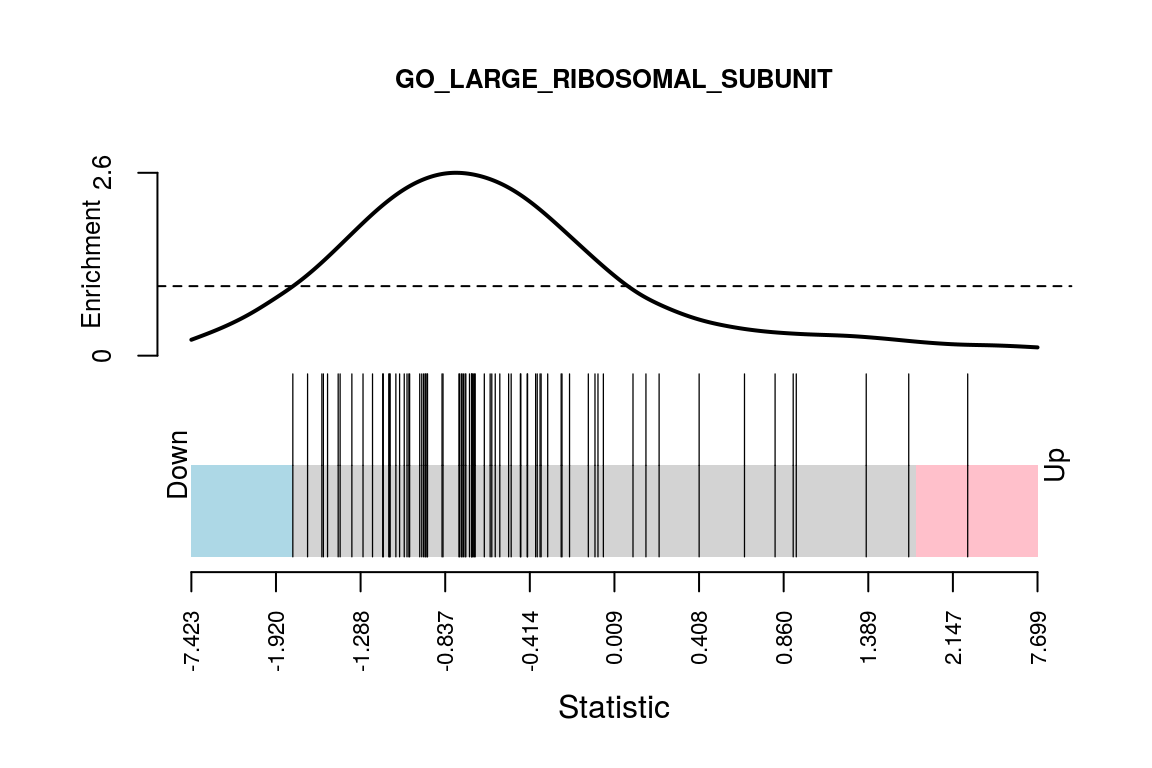 GO_LARGE_RIBOSOMAL_SUBUNIT
Enrichment
2.6
0
Down
Up
-7.423
-1.920
-1.288
-0.837
-0.414
0.009
0.408
0.860
1.389
2.147
7.699
Statistic